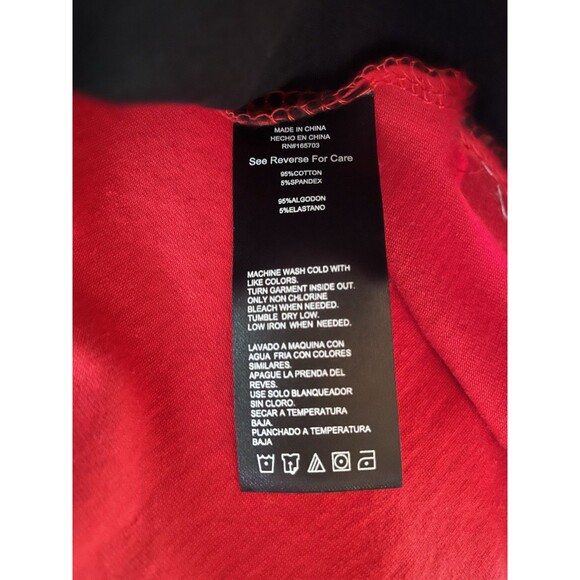 MADE IN CHINA
HECHO EN CHINA
RN#165703
See Reverse For Care
95%COTTON
5%SPANDEX
95%ALGODON
5%ELASTANO
MACHINE WASH COLD WITH
LIKE COLORS.
TURN GARMENT INSIDE OUT.
ONLY NON CHLORINE
BLEACH WHEN NEEDED.
TUMBLE DRY LOW.
LOW IRON WHEN NEEDED.
LAVADO A MAQUINA CON
AGUA FRIA CON COLORES
SIMILARES.
APAGUE LA PRENDA DEL
REVES.
USE SOLO BLANQUEADOR
SIN CLORO.
SECAR A TEMPERATURA
BAJA.
PLANCHADO A TEMPERATURA
BAJA